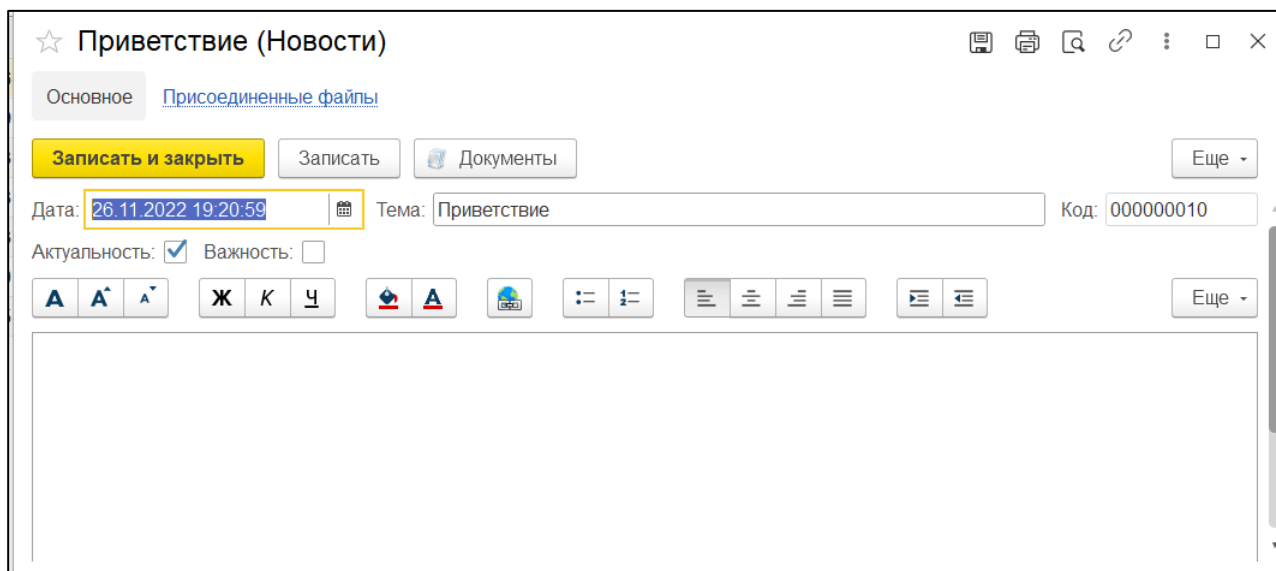 Приветствие (Новости)
Основное Присоединенные файлы
Записать и закрыть Записать Документы Еще
Дата: 26.11.2022 19:20:59 Тема: Приветствие Код: 000000010
Актуальность: Важность:
А А А Ж К Ч А Еще